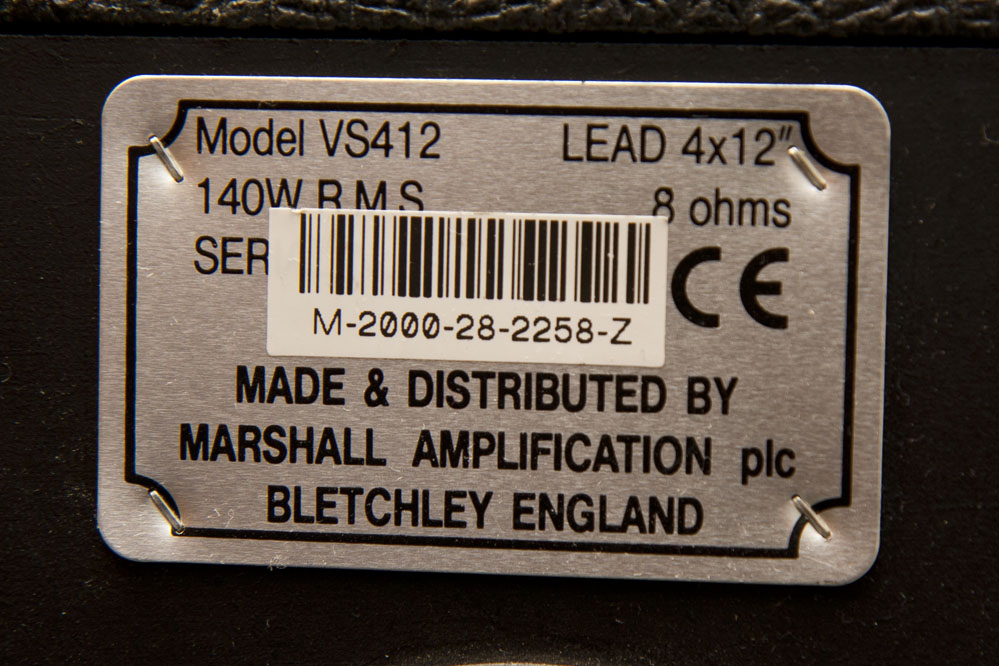 Model VS412 LEAD 4x12"
140W R.M.S 8 ohms
SER
CE
M-2000-28-2258-Z
MADE & DISTRIBUTED BY
MARSHALL AMPLIFICATION plc
BLETCHLEY ENGLAND